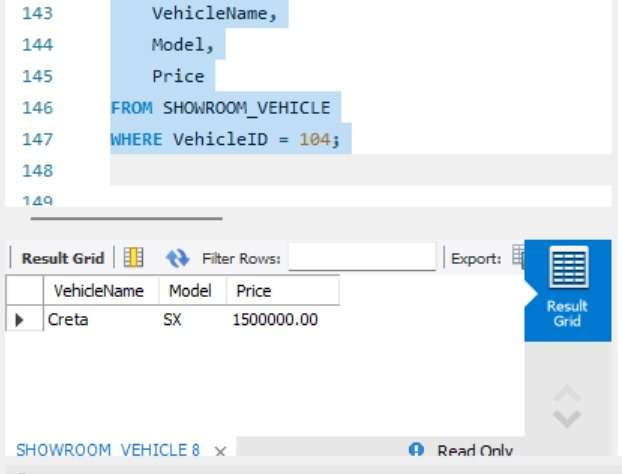 143 VehicleName,
144 Model,
145 Price
146 FROM SHOWROOM_VEHICLE
147 WHERE VehicleID = 104;
148
149
Result Grid Filter Rows: Export:
VehicleName Model Price
Creta SX 1500000.00
Result
Grid
SHOWROOM_VEHICLE 8 × Read Only